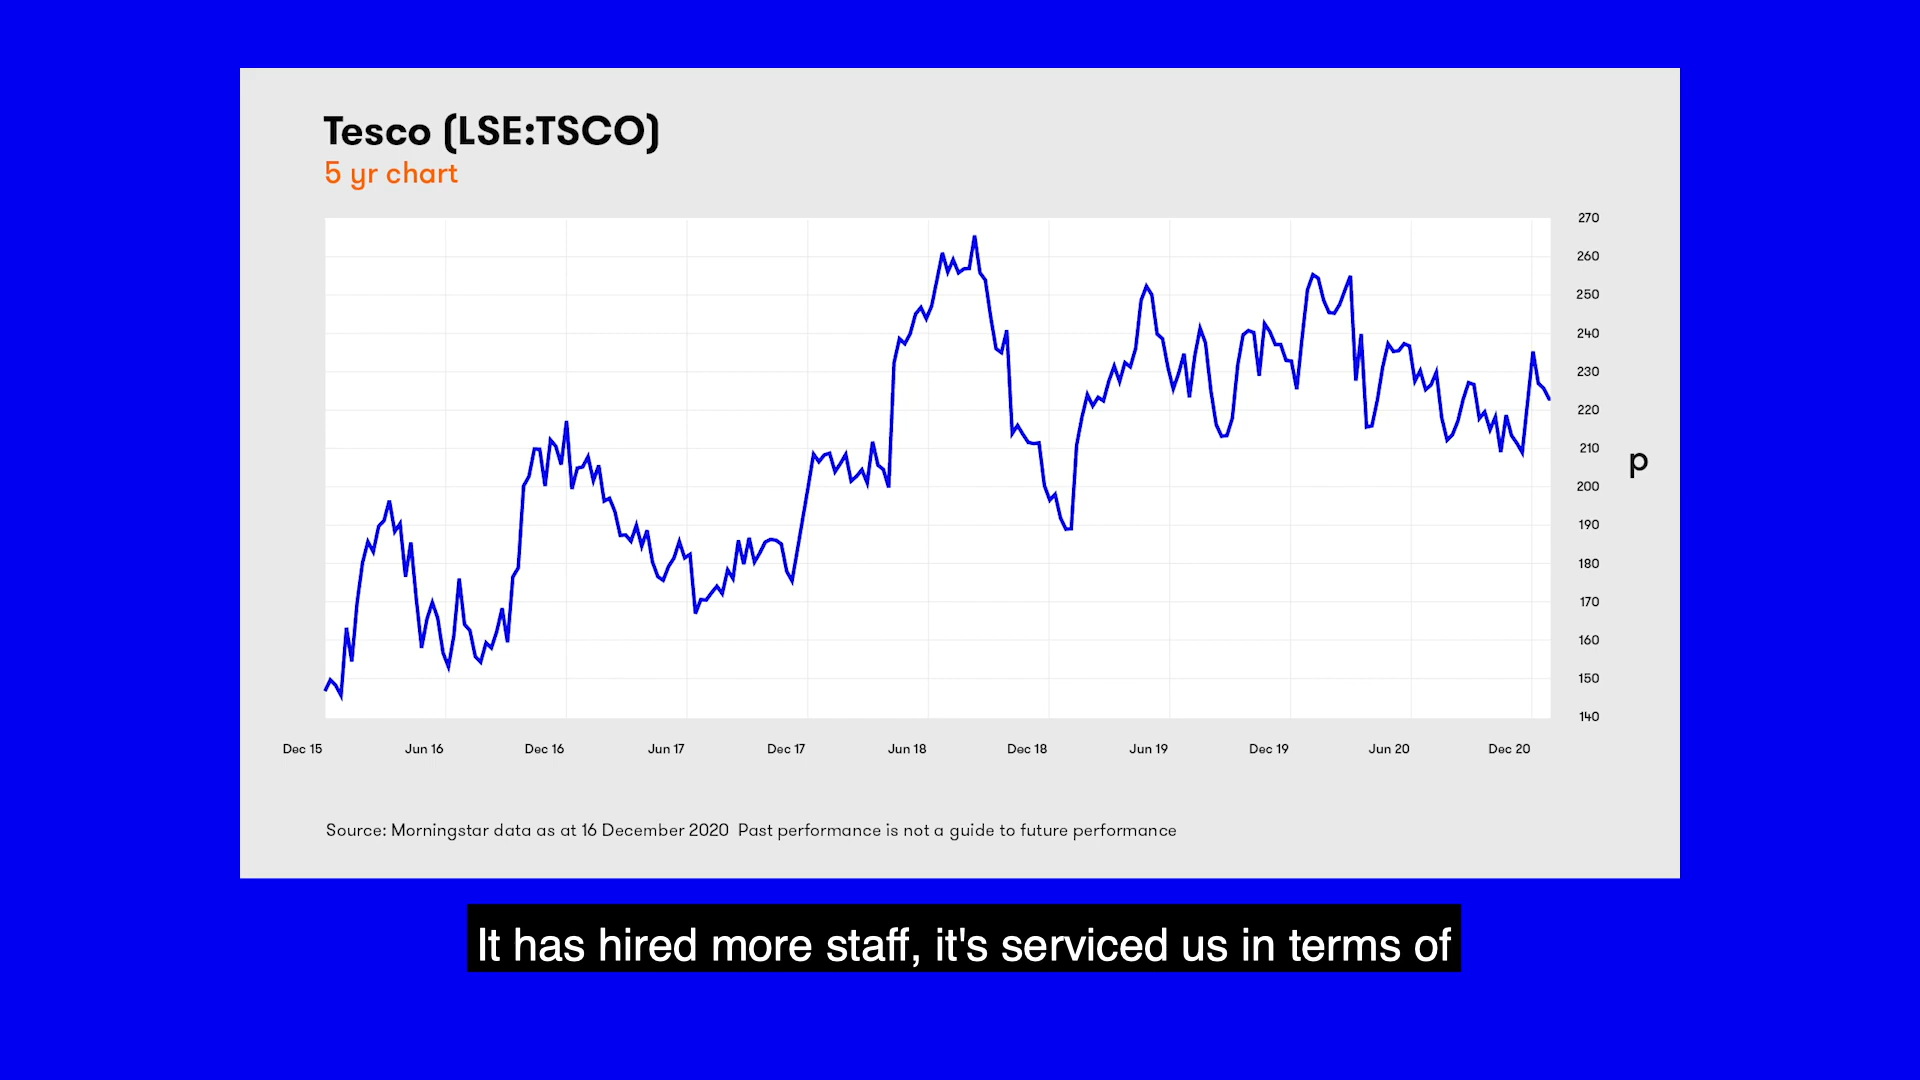 Tesco (LSE:TSCO)
5 yr chart
270
260
250
240
230
220
210
200
190
180
170
160
150
140
p
Dec 15 Jun 16 Dec 16 Jun 17 Dec 17 Jun 18 Dec 18 Jun 19 Dec 19 Jun 20 Dec 20
Source: Morningstar data as at 16 December 2020 Past performance is not a guide to future performance
It has hired more staff, it's serviced us in terms of